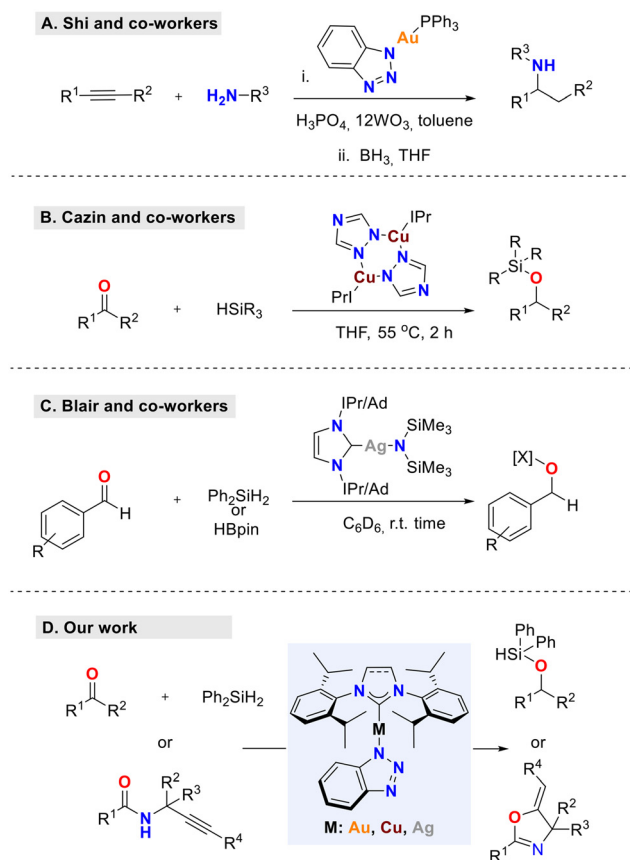 A. Shi and co-workers
Au
PPh3
N
N
N
i.
R1
R2
+
H2N
R3
H3PO4, 12WO3, toluene
ii. BH3, THF
R3
NH
R1
R2
B. Cazin and co-workers
N
N
N
Cu
IPr
Cu
N
N
N
PrI
O
R1
R2
+
HSiR3
THF, 55 °C, 2 h
R
R
Si
R
O
R1
R2
C. Blair and co-workers
IPr/Ad
N
N
Ag
N
SiMe3
SiMe3
IPr/Ad
O
H
R
+
Ph2SiH2
or
HBpin
C6D6, r.t. time
[X]
O
H
R
D. Our work
O
R1
R2
+
Ph2SiH2
or
O
R1
N
H
R2
R3
R4
N
N
M
N
N
N
M: Au, Cu, Ag
Ph
Ph
HSi
O
R1
R2
or
R4
O
R2
R3
N
R1